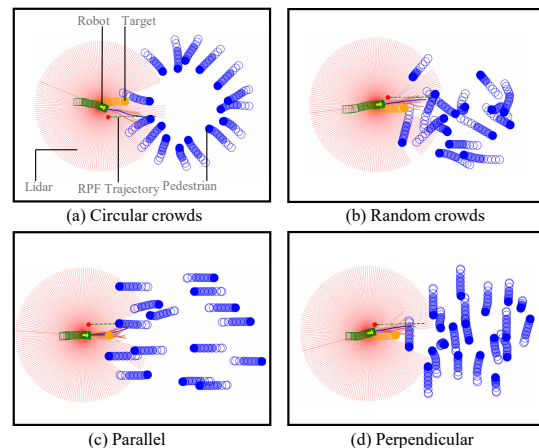 Robot Target
Lidar RPF Trajectory Pedestrian
(a) Circular crowds
(b) Random crowds
(c) Parallel
(d) Perpendicular